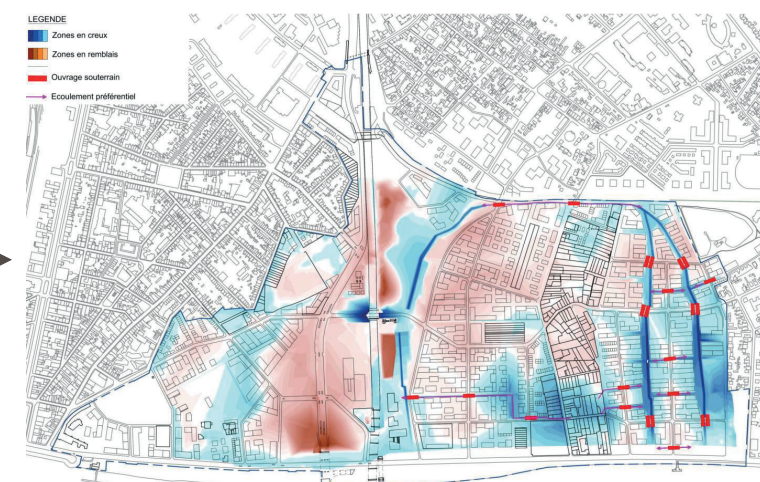 LEGENDE
Zones en creux
Zones en remblais
Ouvrage souterrain
Ecoulement préférentiel